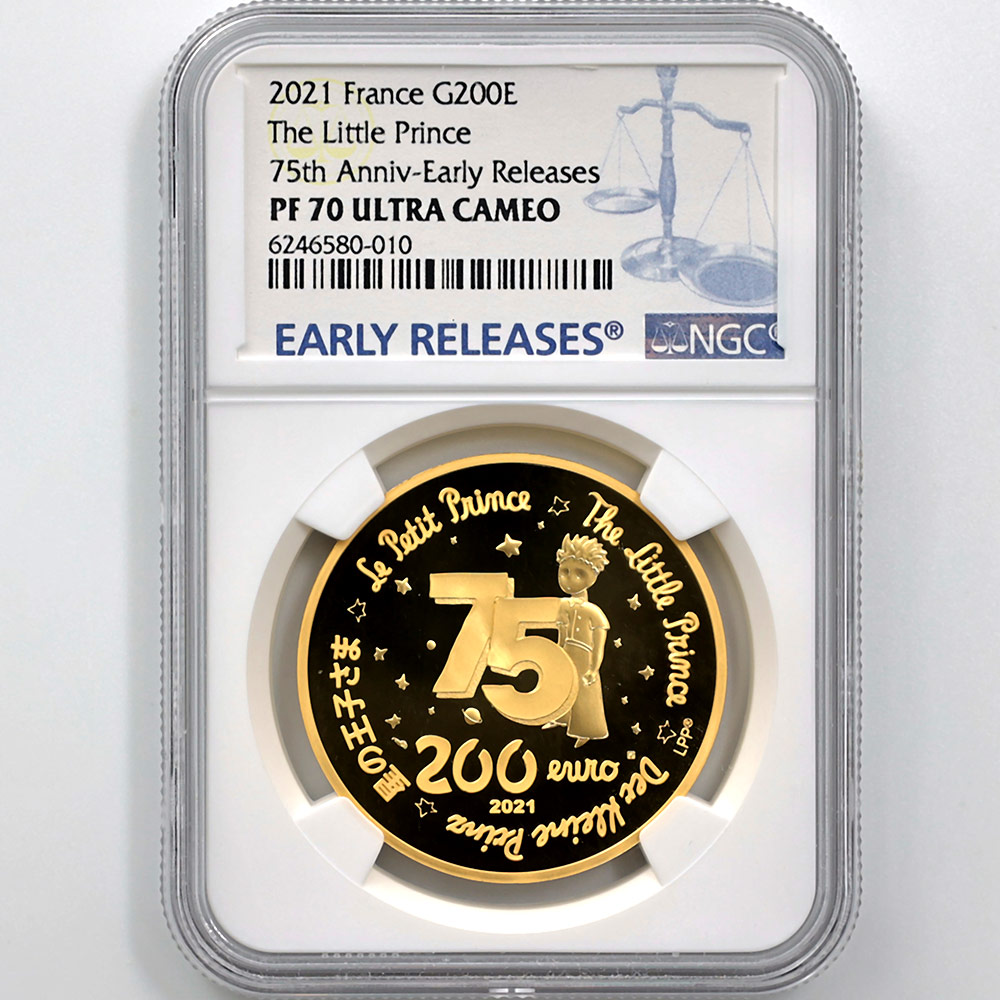 2021 France G200E
The Little Prince
75th Anniv-Early Releases
PF 70 ULTRA CAMEO
6246580-010
EARLY RELEASES®
NGC®
Le Petit Prince
The Little Prince
LPP®
Der Kleine Prinz
星の王子さま
75
200 euro
2021